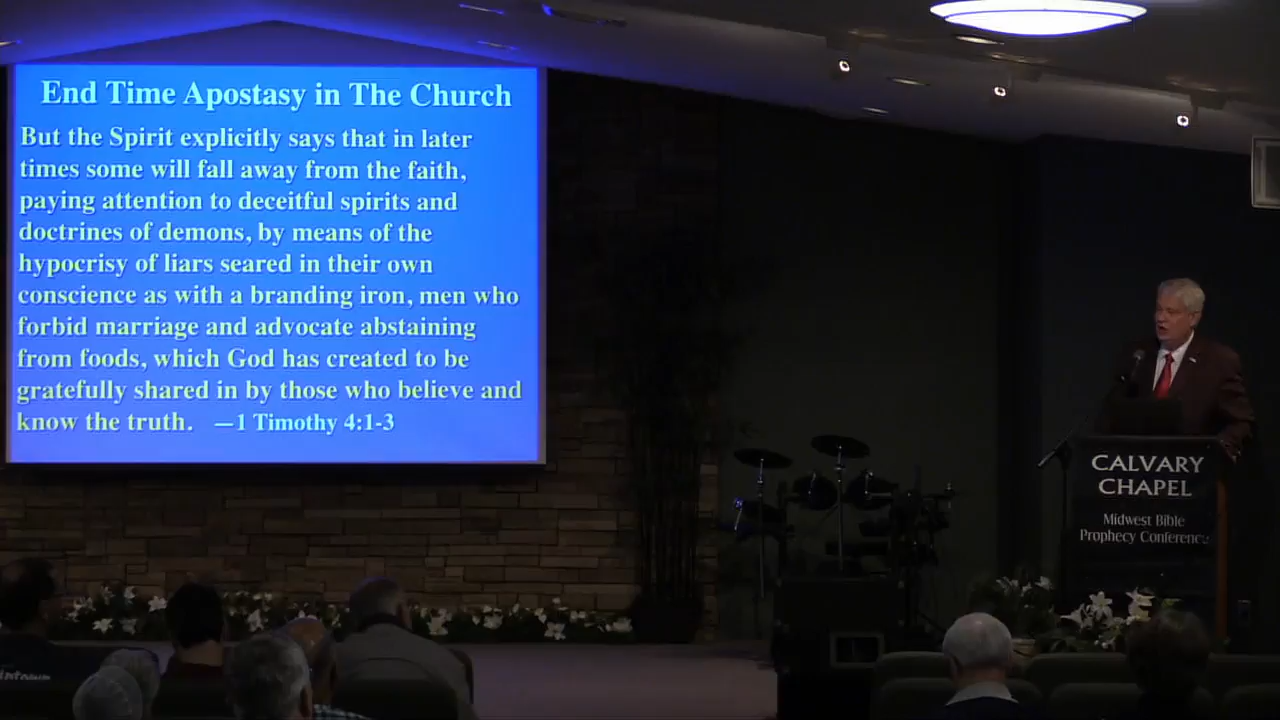 End Time Apostasy in The Church
But the Spirit explicitly says that in later
times some will fall away from the faith,
paying attention to deceitful spirits and
doctrines of demons, by means of the
hypocrisy of liars seared in their own
conscience as with a branding iron, men who
forbid marriage and advocate abstaining
from foods, which God has created to be
gratefully shared in by those who believe and
know the truth. —1 Timothy 4:1-3
CALVARY
CHAPEL
Midwest Bible
Prophecy Conference